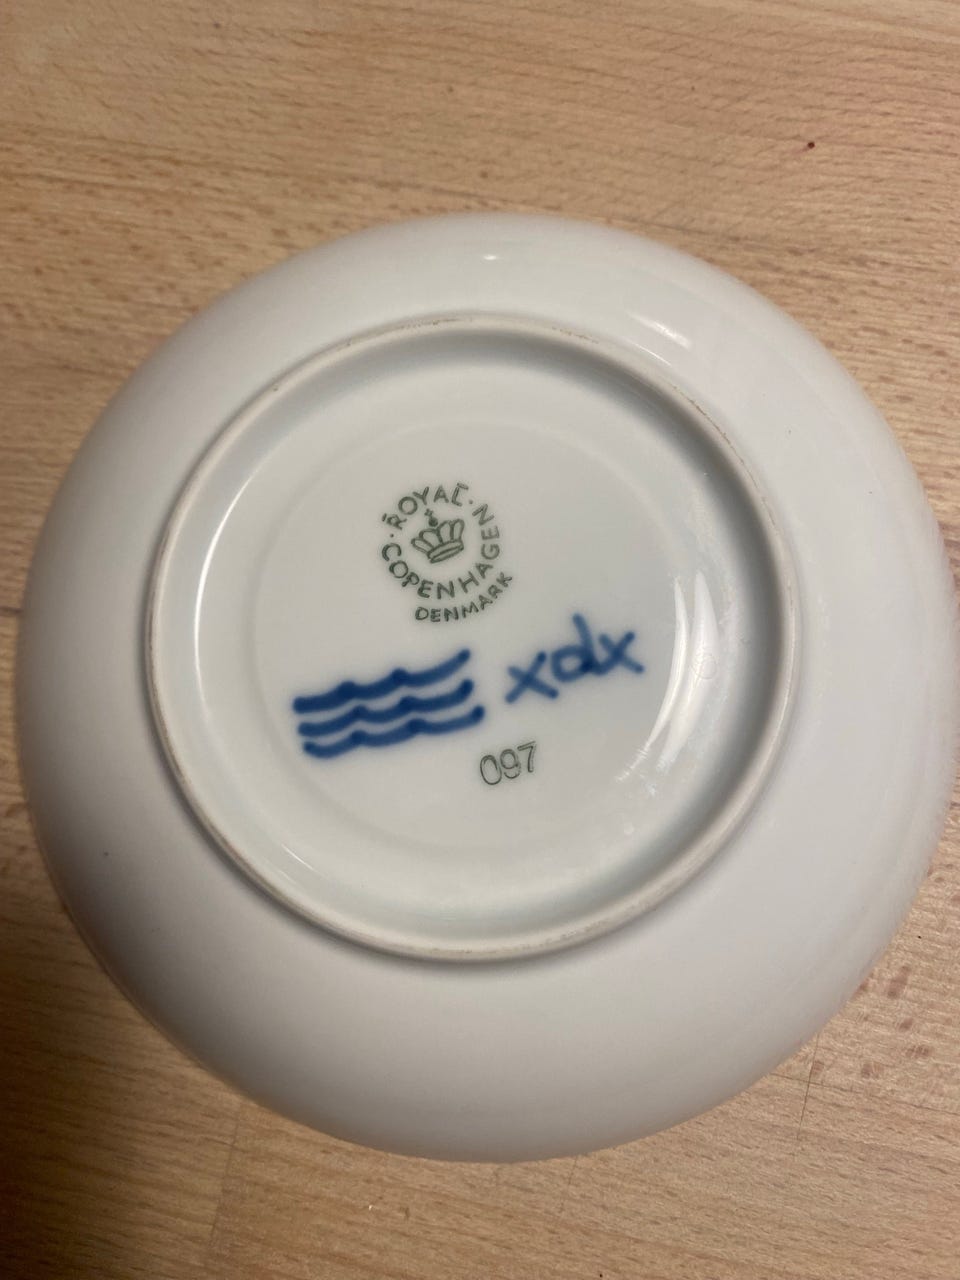 ROYAL
COPENHAGEN
DENMARK
xdx
097